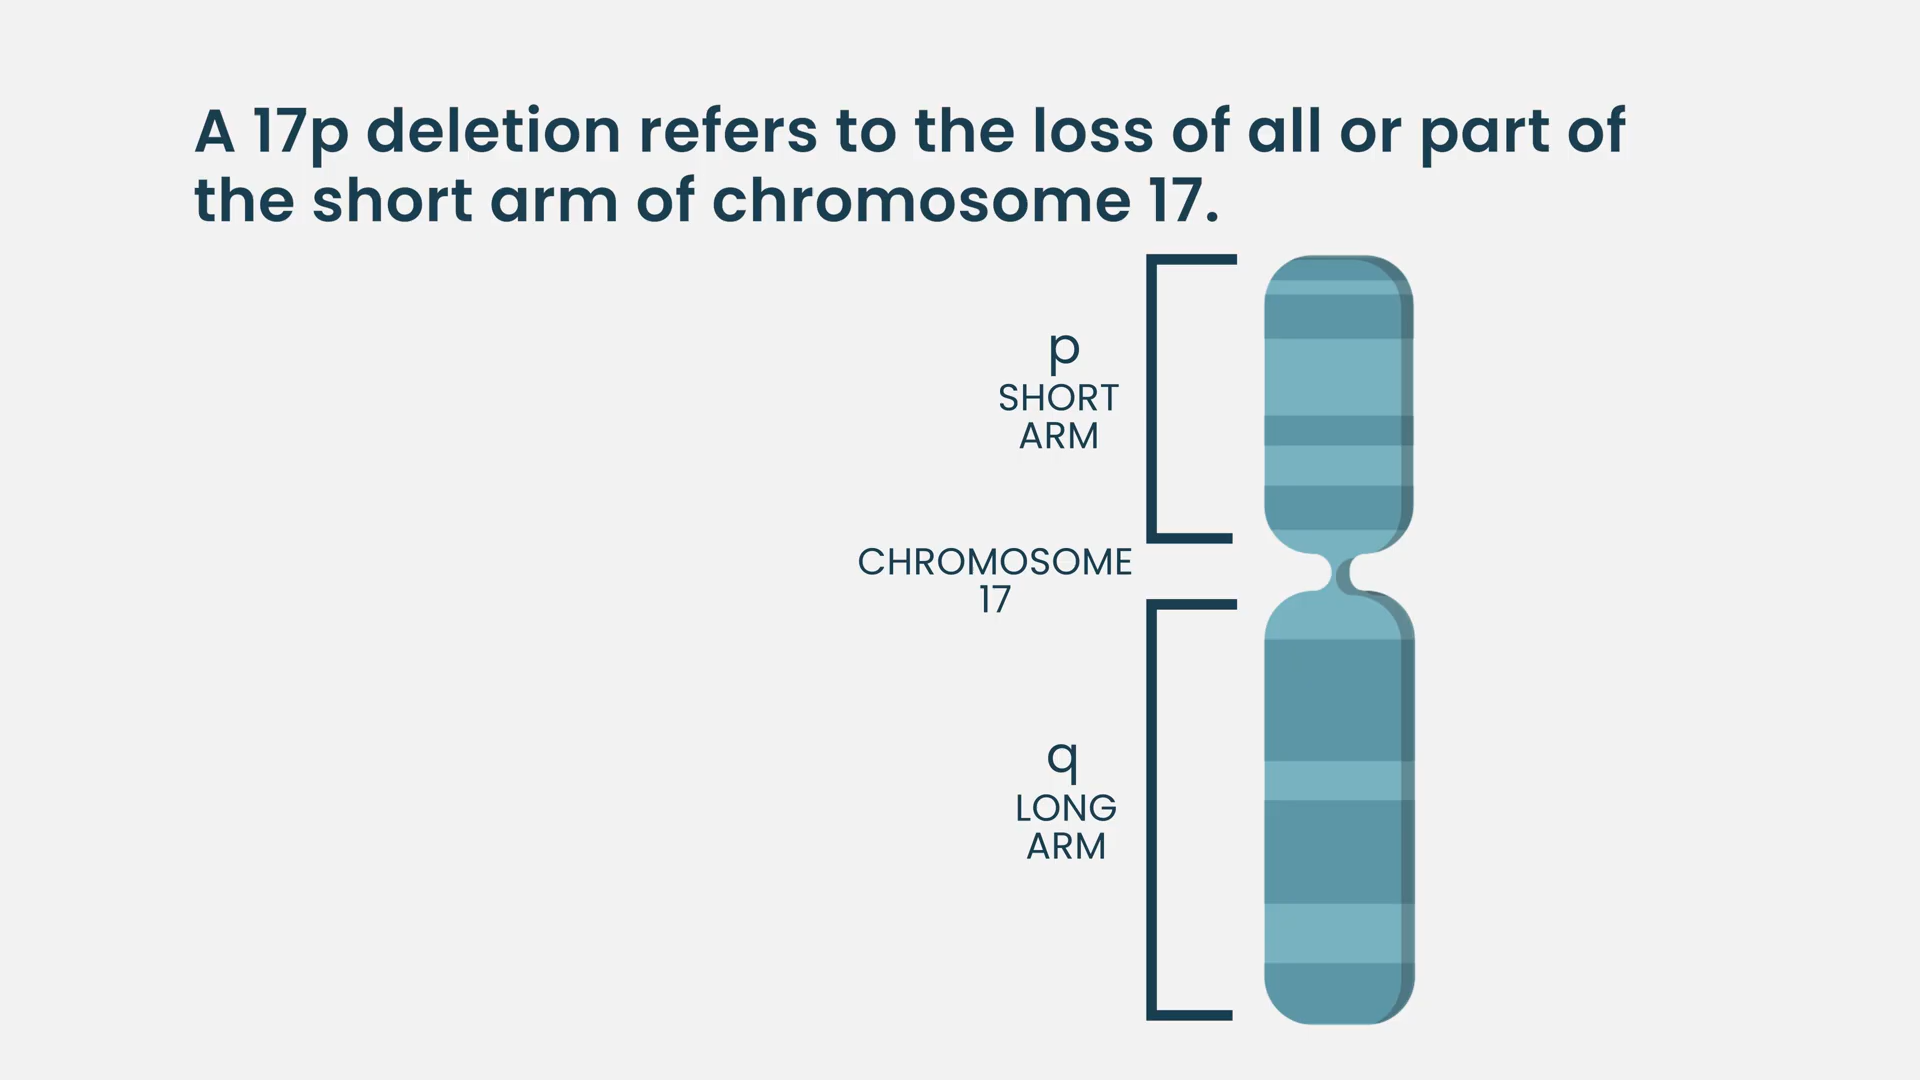 A 17p deletion refers to the loss of all or part of
the short arm of chromosome 17.
p
SHORT
ARM
CHROMOSOME
17
q
LONG
ARM